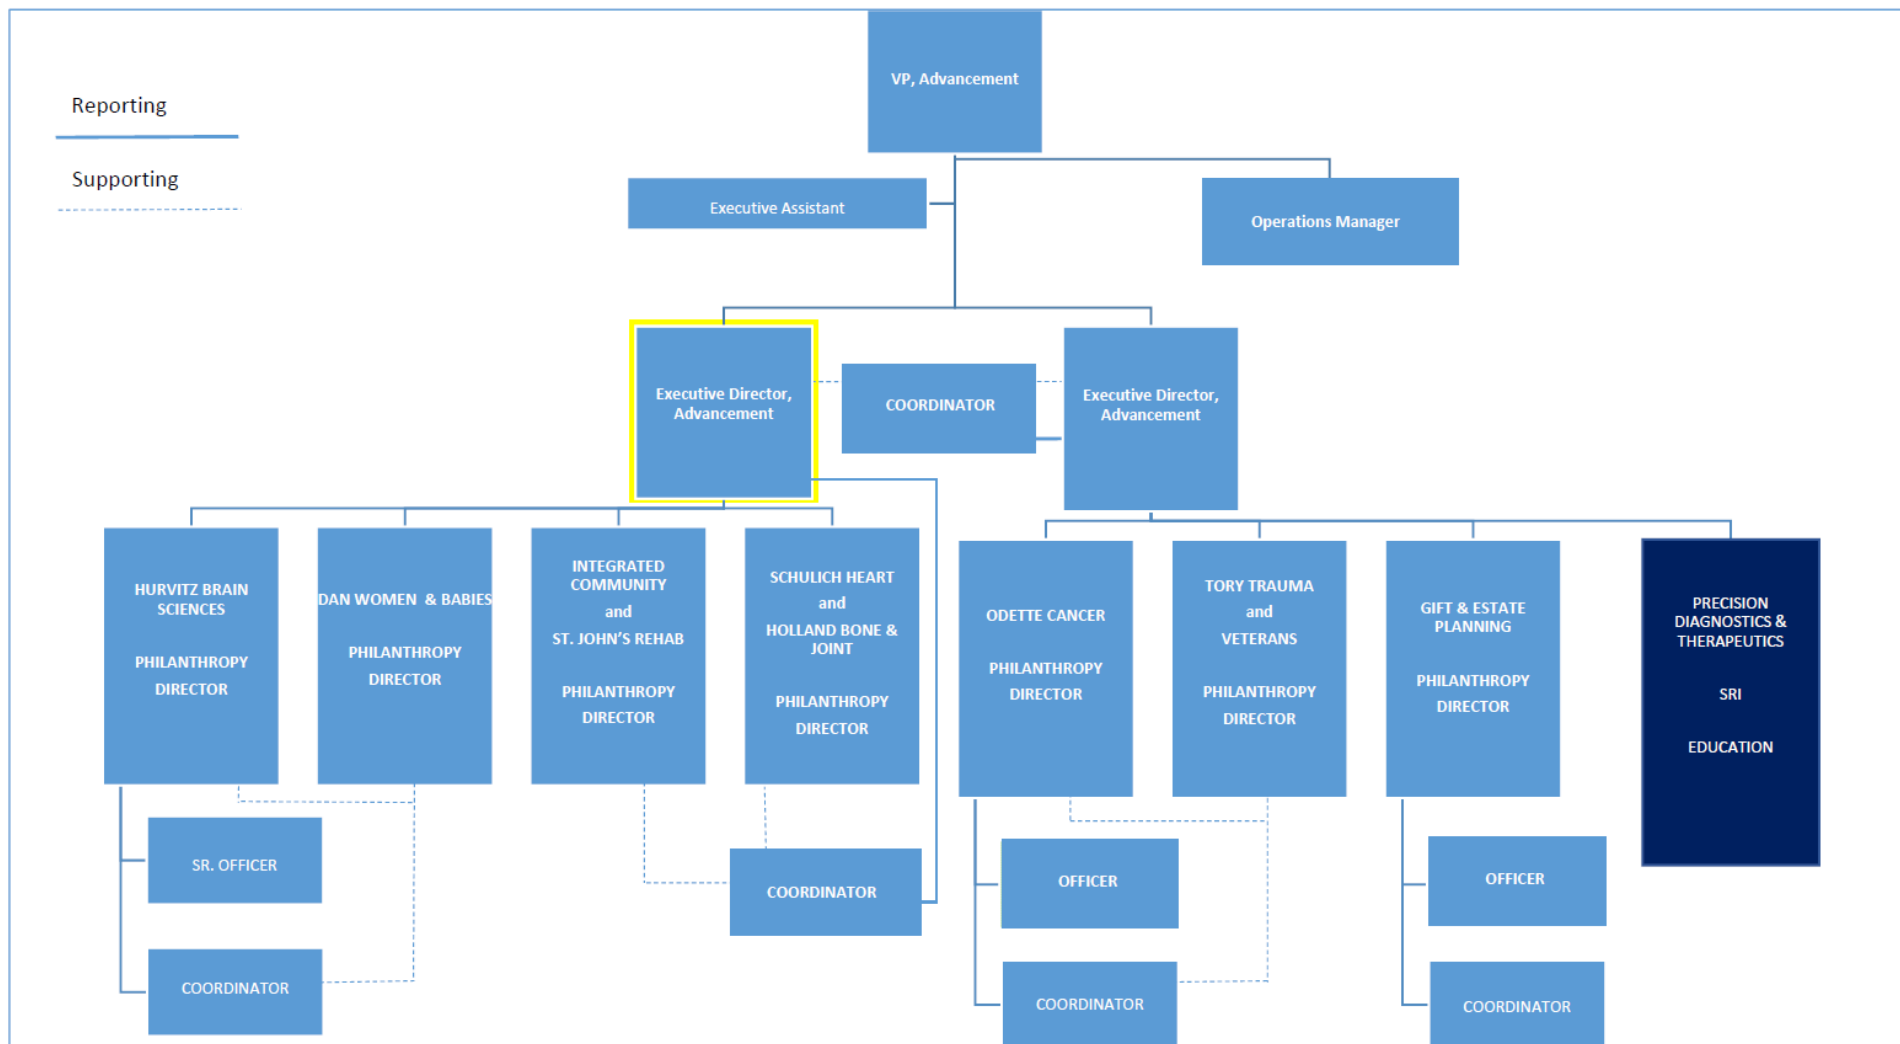 VP, Advancement
Reporting
Supporting
Executive Assistant
Operations Manager
Executive Director,
Advancement
COORDINATOR
Executive Director,
Advancement
HURVITZ BRAIN
SCIENCES
PHILANTHROPY
DIRECTOR
DAN WOMEN & BABIES
PHILANTHROPY
DIRECTOR
INTEGRATED
COMMUNITY
and
ST. JOHN'S REHAB
PHILANTHROPY
DIRECTOR
SCHULICH HEART
and
HOLLAND BONE &
JOINT
PHILANTHROPY
DIRECTOR
ODETTE CANCER
PHILANTHROPY
DIRECTOR
TORY TRAUMA
and
VETERANS
PHILANTHROPY
DIRECTOR
GIFT & ESTATE
PLANNING
PHILANTHROPY
DIRECTOR
PRECISION
DIAGNOSTICS &
THERAPEUTICS
SRI
EDUCATION
SR. OFFICER
COORDINATOR
COORDINATOR
OFFICER
COORDINATOR
OFFICER
COORDINATOR